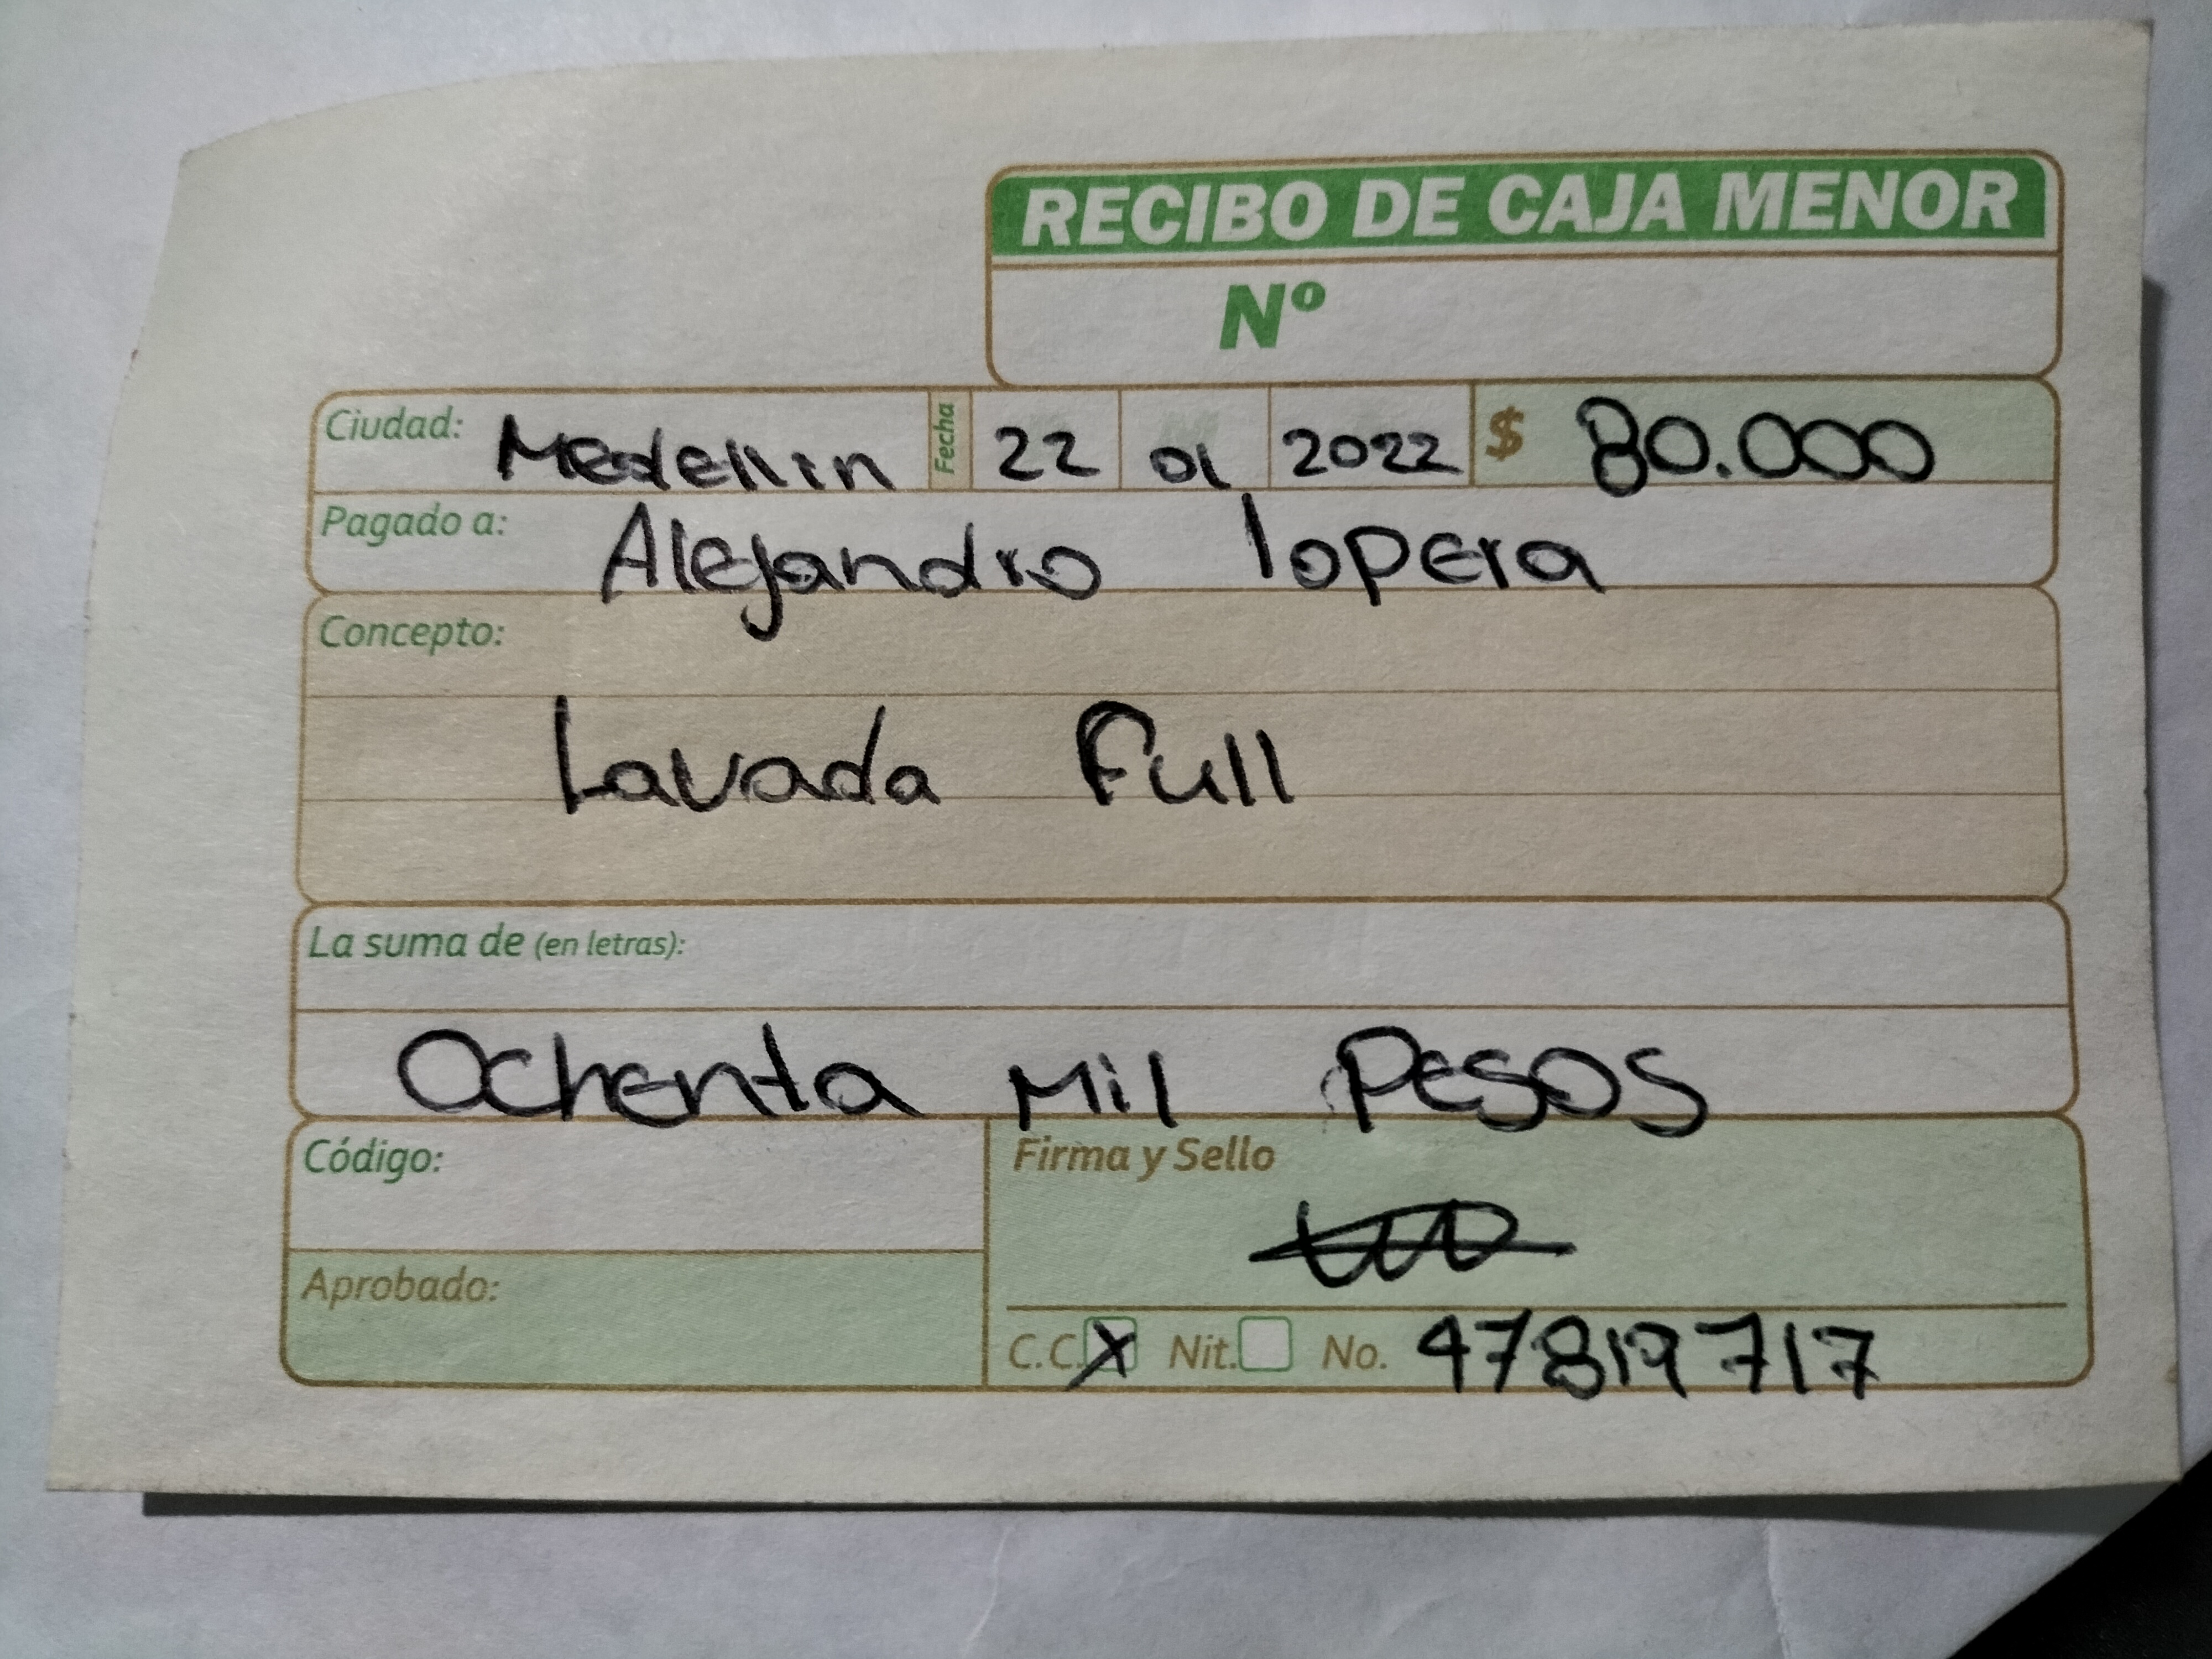 RECIBO DE CAJA MENOR
Nº
Ciudad: Medellin Fecha 22 01 2022 $ 80.000
Pagado a: Alejandro lopera
Concepto:
Lavada Full
La suma de (en letras):
Ochenta Mil Pesos
Código:
Firma y Sello
Aprobado:
C.C. X Nit. No. 47819717